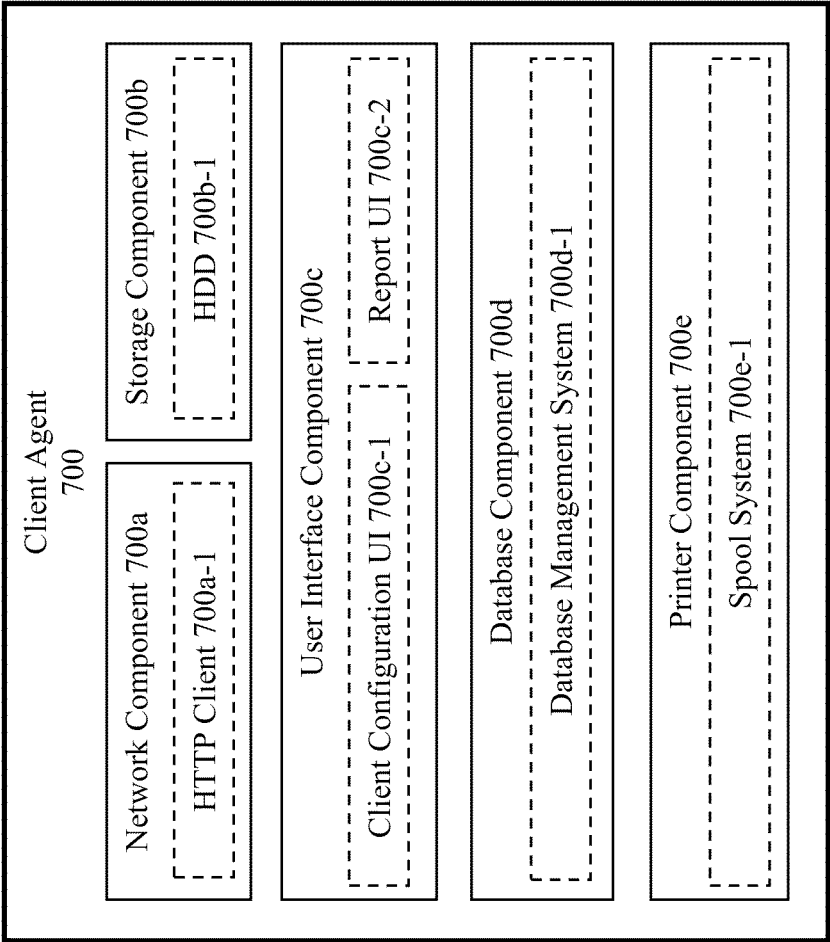 Client Agent
700
Network Component 700a
HTTP Client 700a-1
Storage Component 700b
HDD 700b-1
User Interface Component 700c
Client Configuration UI 700c-1
Report UI 700c-2
Database Component 700d
Database Management System 700d-1
Printer Component 700e
Spool System 700e-1